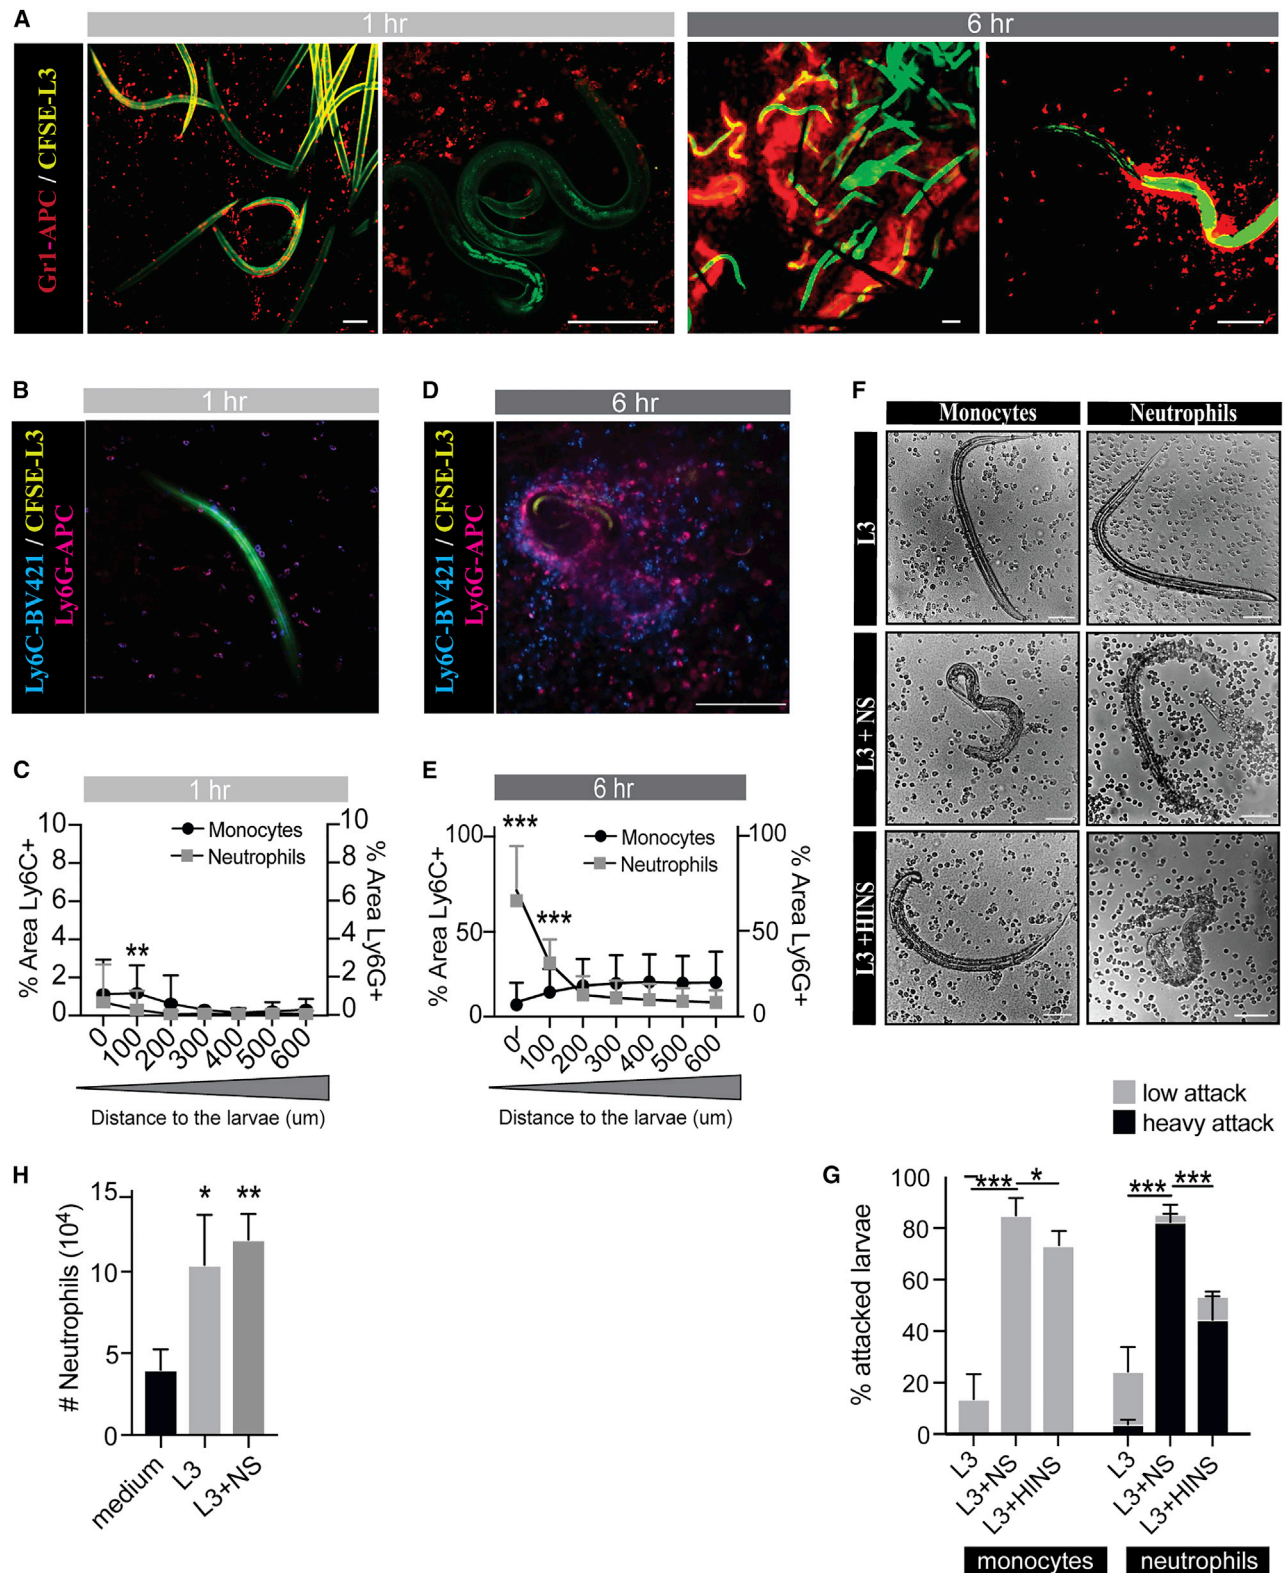 A
1 hr
6 hr
Gr1-APC / CFSE-L3
B
1 hr
Ly6C-BV421 / CFSE-L3
Ly6G-APC
D
6 hr
Ly6C-BV421 / CFSE-L3
Ly6G-APC
F
Monocytes
Neutrophils
L3
L3 + NS
L3 +HINS
C
1 hr
Monocytes
Neutrophils
% Area Ly6C+
10
8
6
4
2
0
% Area Ly6G+
10
8
6
4
2
0
**
0
100
200
300
400
500
600
Distance to the larvae (um)
E
6 hr
Monocytes
Neutrophils
% Area Ly6C+
100
50
0
% Area Ly6G+
100
50
0
***
***
0
100
200
300
400
500
600
Distance to the larvae (um)
low attack
heavy attack
H
# Neutrophils (10⁴)
15
10
5
0
*
**
medium
L3
L3+NS
G
% attacked larvae
100
80
60
40
20
0
***
*
***
***
L3
L3+NS
L3+HINS
L3
L3+NS
L3+HINS
monocytes
neutrophils